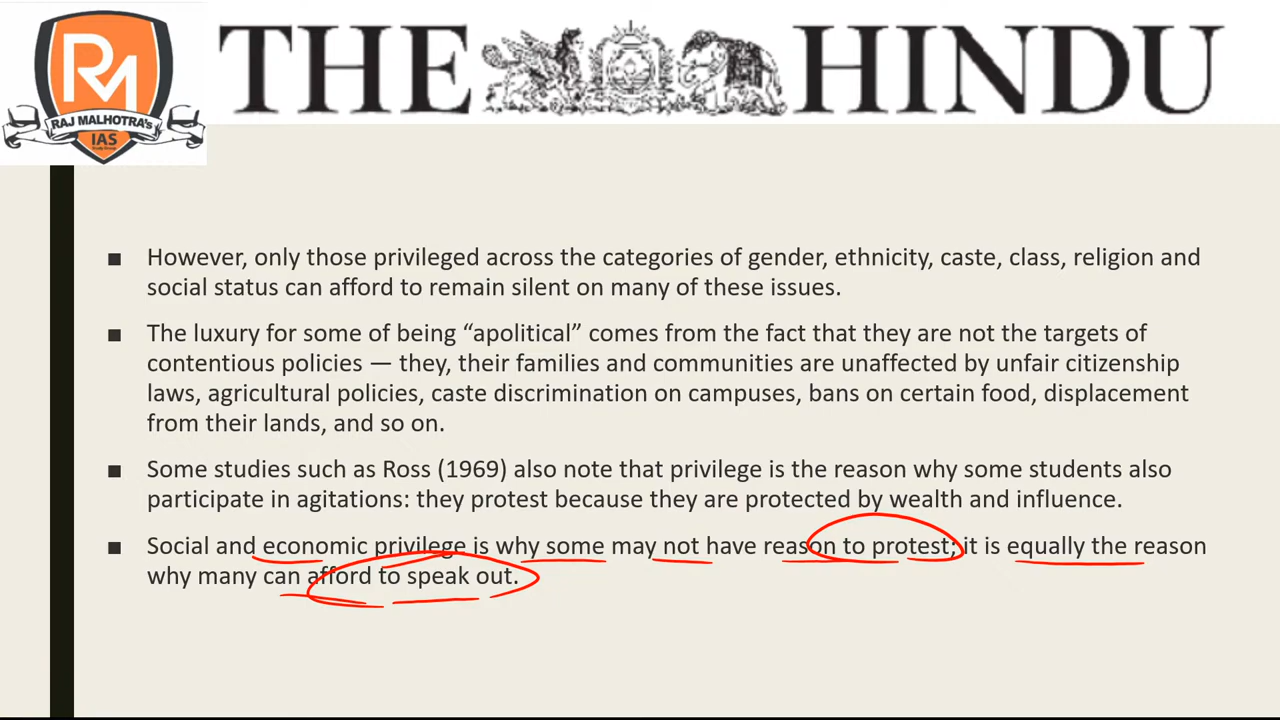 RM
RAJ MALHOTRA'S
IAS
Study Group
THE HINDU
■ However, only those privileged across the categories of gender, ethnicity, caste, class, religion and
social status can afford to remain silent on many of these issues.
■ The luxury for some of being “apolitical” comes from the fact that they are not the targets of
contentious policies — they, their families and communities are unaffected by unfair citizenship
laws, agricultural policies, caste discrimination on campuses, bans on certain food, displacement
from their lands, and so on.
■ Some studies such as Ross (1969) also note that privilege is the reason why some students also
participate in agitations: they protest because they are protected by wealth and influence.
■ Social and economic privilege is why some may not have reason to protest; it is equally the reason
why many can afford to speak out.